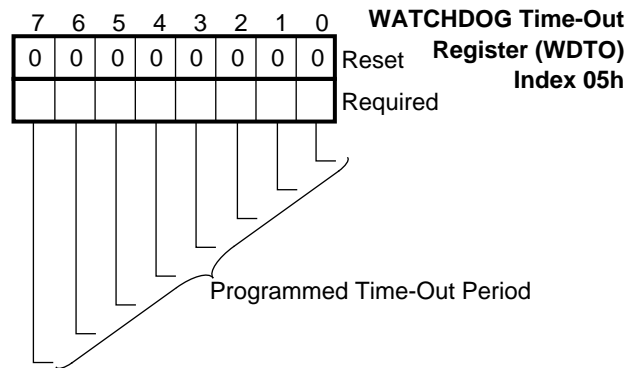 7 6 5 4 3 2 1 0
WATCHDOG Time-Out
Register (WDTO)
Index 05h
0 0 0 0 0 0 0 0 Reset
Required
Programmed Time-Out Period